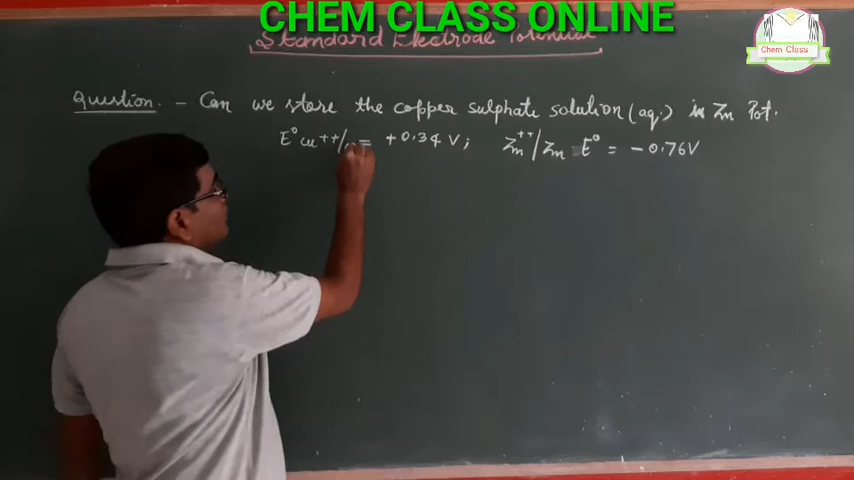 CHEM CLASS ONLINE
Standard Electrode Potential
Chem Class
Question. - Can we store the copper sulphate solution (aq.) in Zn Pot.
E° cu ++/ = +0.34 V; Zn++/Zn E° = -0.76V